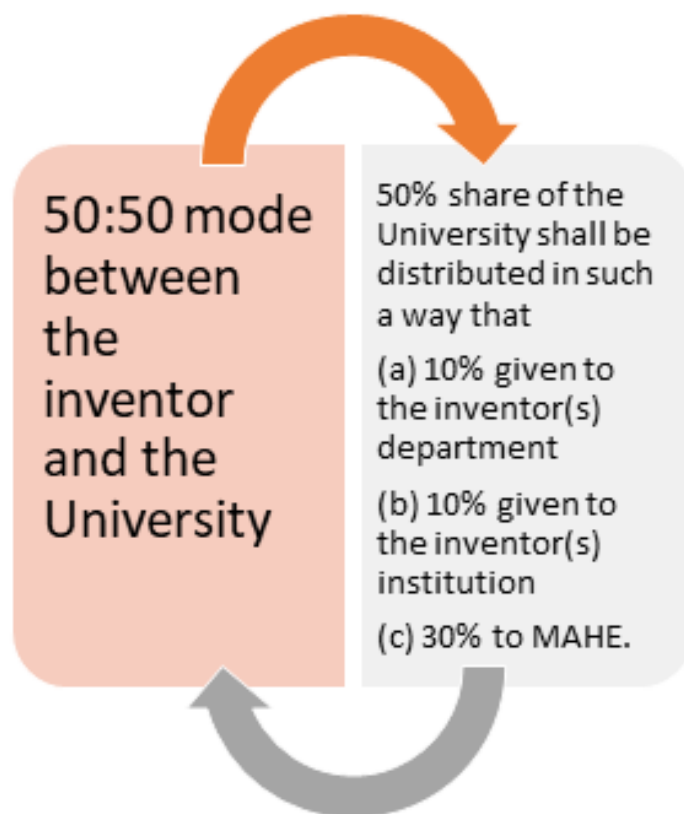 50:50 mode
between
the
inventor
and the
University
50% share of the
University shall be
distributed in such
a way that
(a) 10% given to
the inventor(s)
department
(b) 10% given to
the inventor(s)
institution
(c) 30% to MAHE.